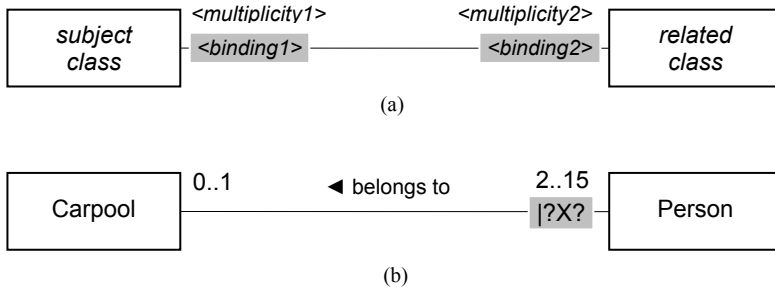 <multiplicity1> <multiplicity2>
subject class <binding1> <binding2> related class
(a)
0..1 ◄ belongs to 2..15
Carpool |?X? Person
(b)